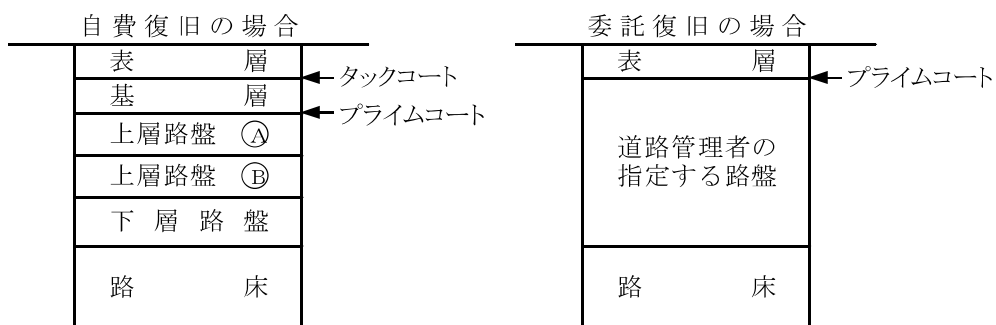 自費復旧の場合
表層
タックコート
基層
プライムコート
上層路盤 Ⓐ
上層路盤 Ⓑ
下層路盤
路床
委託復旧の場合
表層
プライムコート
道路管理者の
指定する路盤
路床